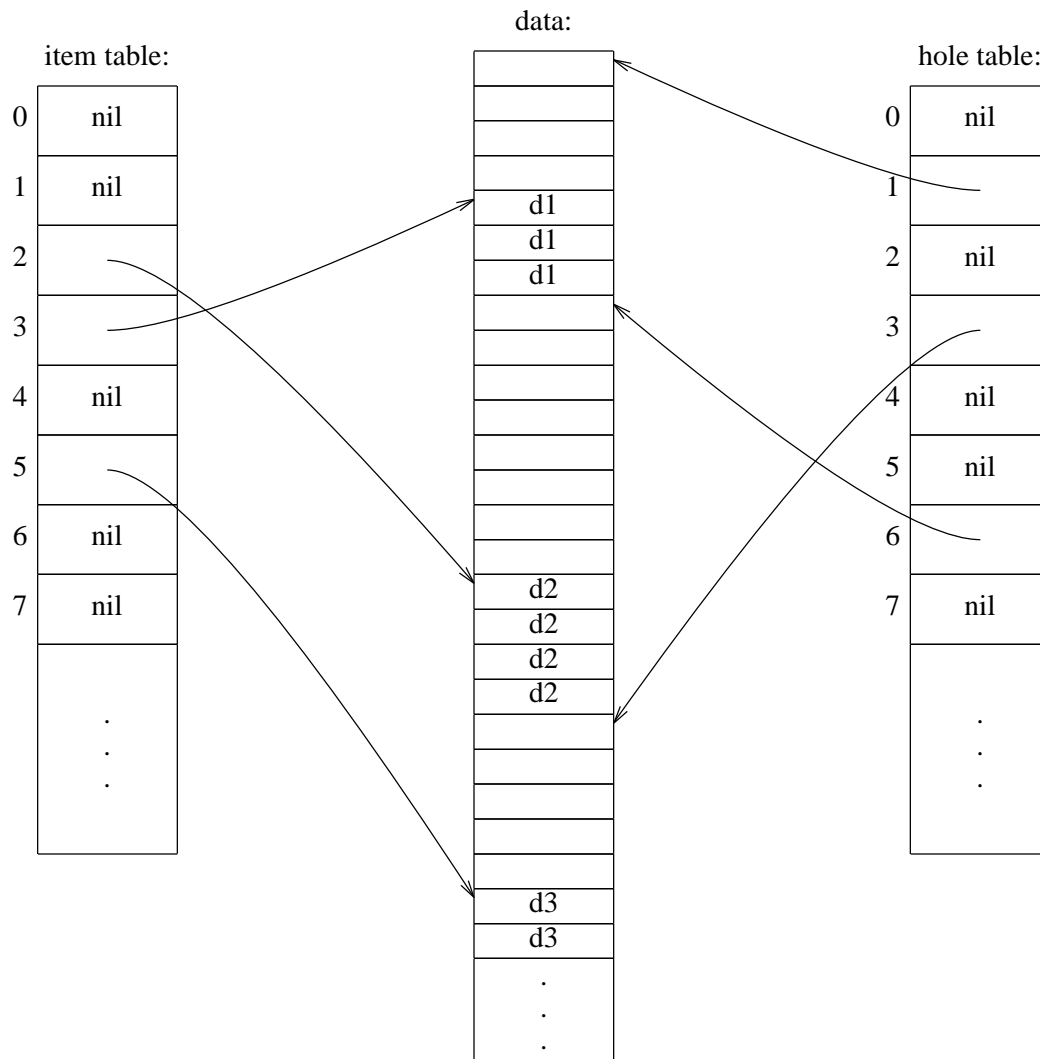 data:
item table:
hole table:
0 nil
1 nil
2
3
4 nil
5
6 nil
7 nil
.
.
.
d1
d1
d1
d2
d2
d2
d2
d3
d3
.
.
.
0 nil
1
2 nil
3
4 nil
5 nil
6
7 nil
.
.
.